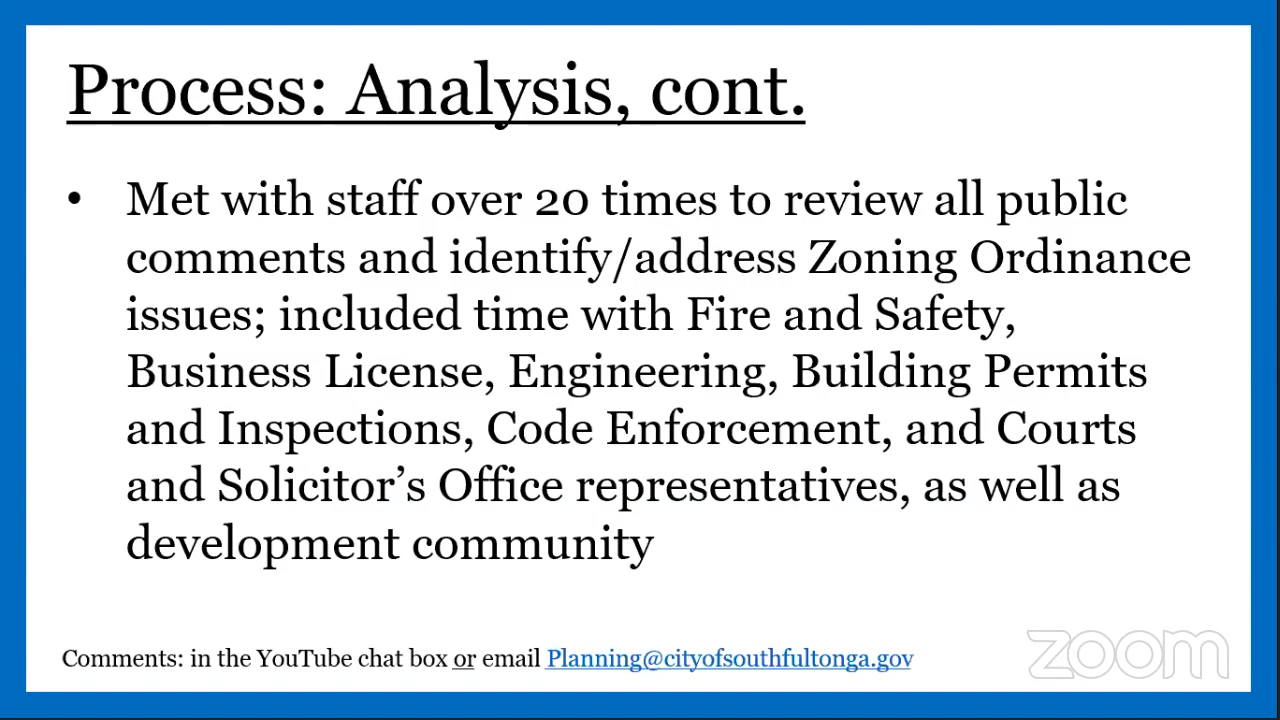 Process: Analysis, cont.
• Met with staff over 20 times to review all public
comments and identify/address Zoning Ordinance
issues; included time with Fire and Safety,
Business License, Engineering, Building Permits
and Inspections, Code Enforcement, and Courts
and Solicitor’s Office representatives, as well as
development community
Comments: in the YouTube chat box or email Planning@cityofsouthfultonga.gov
zoom